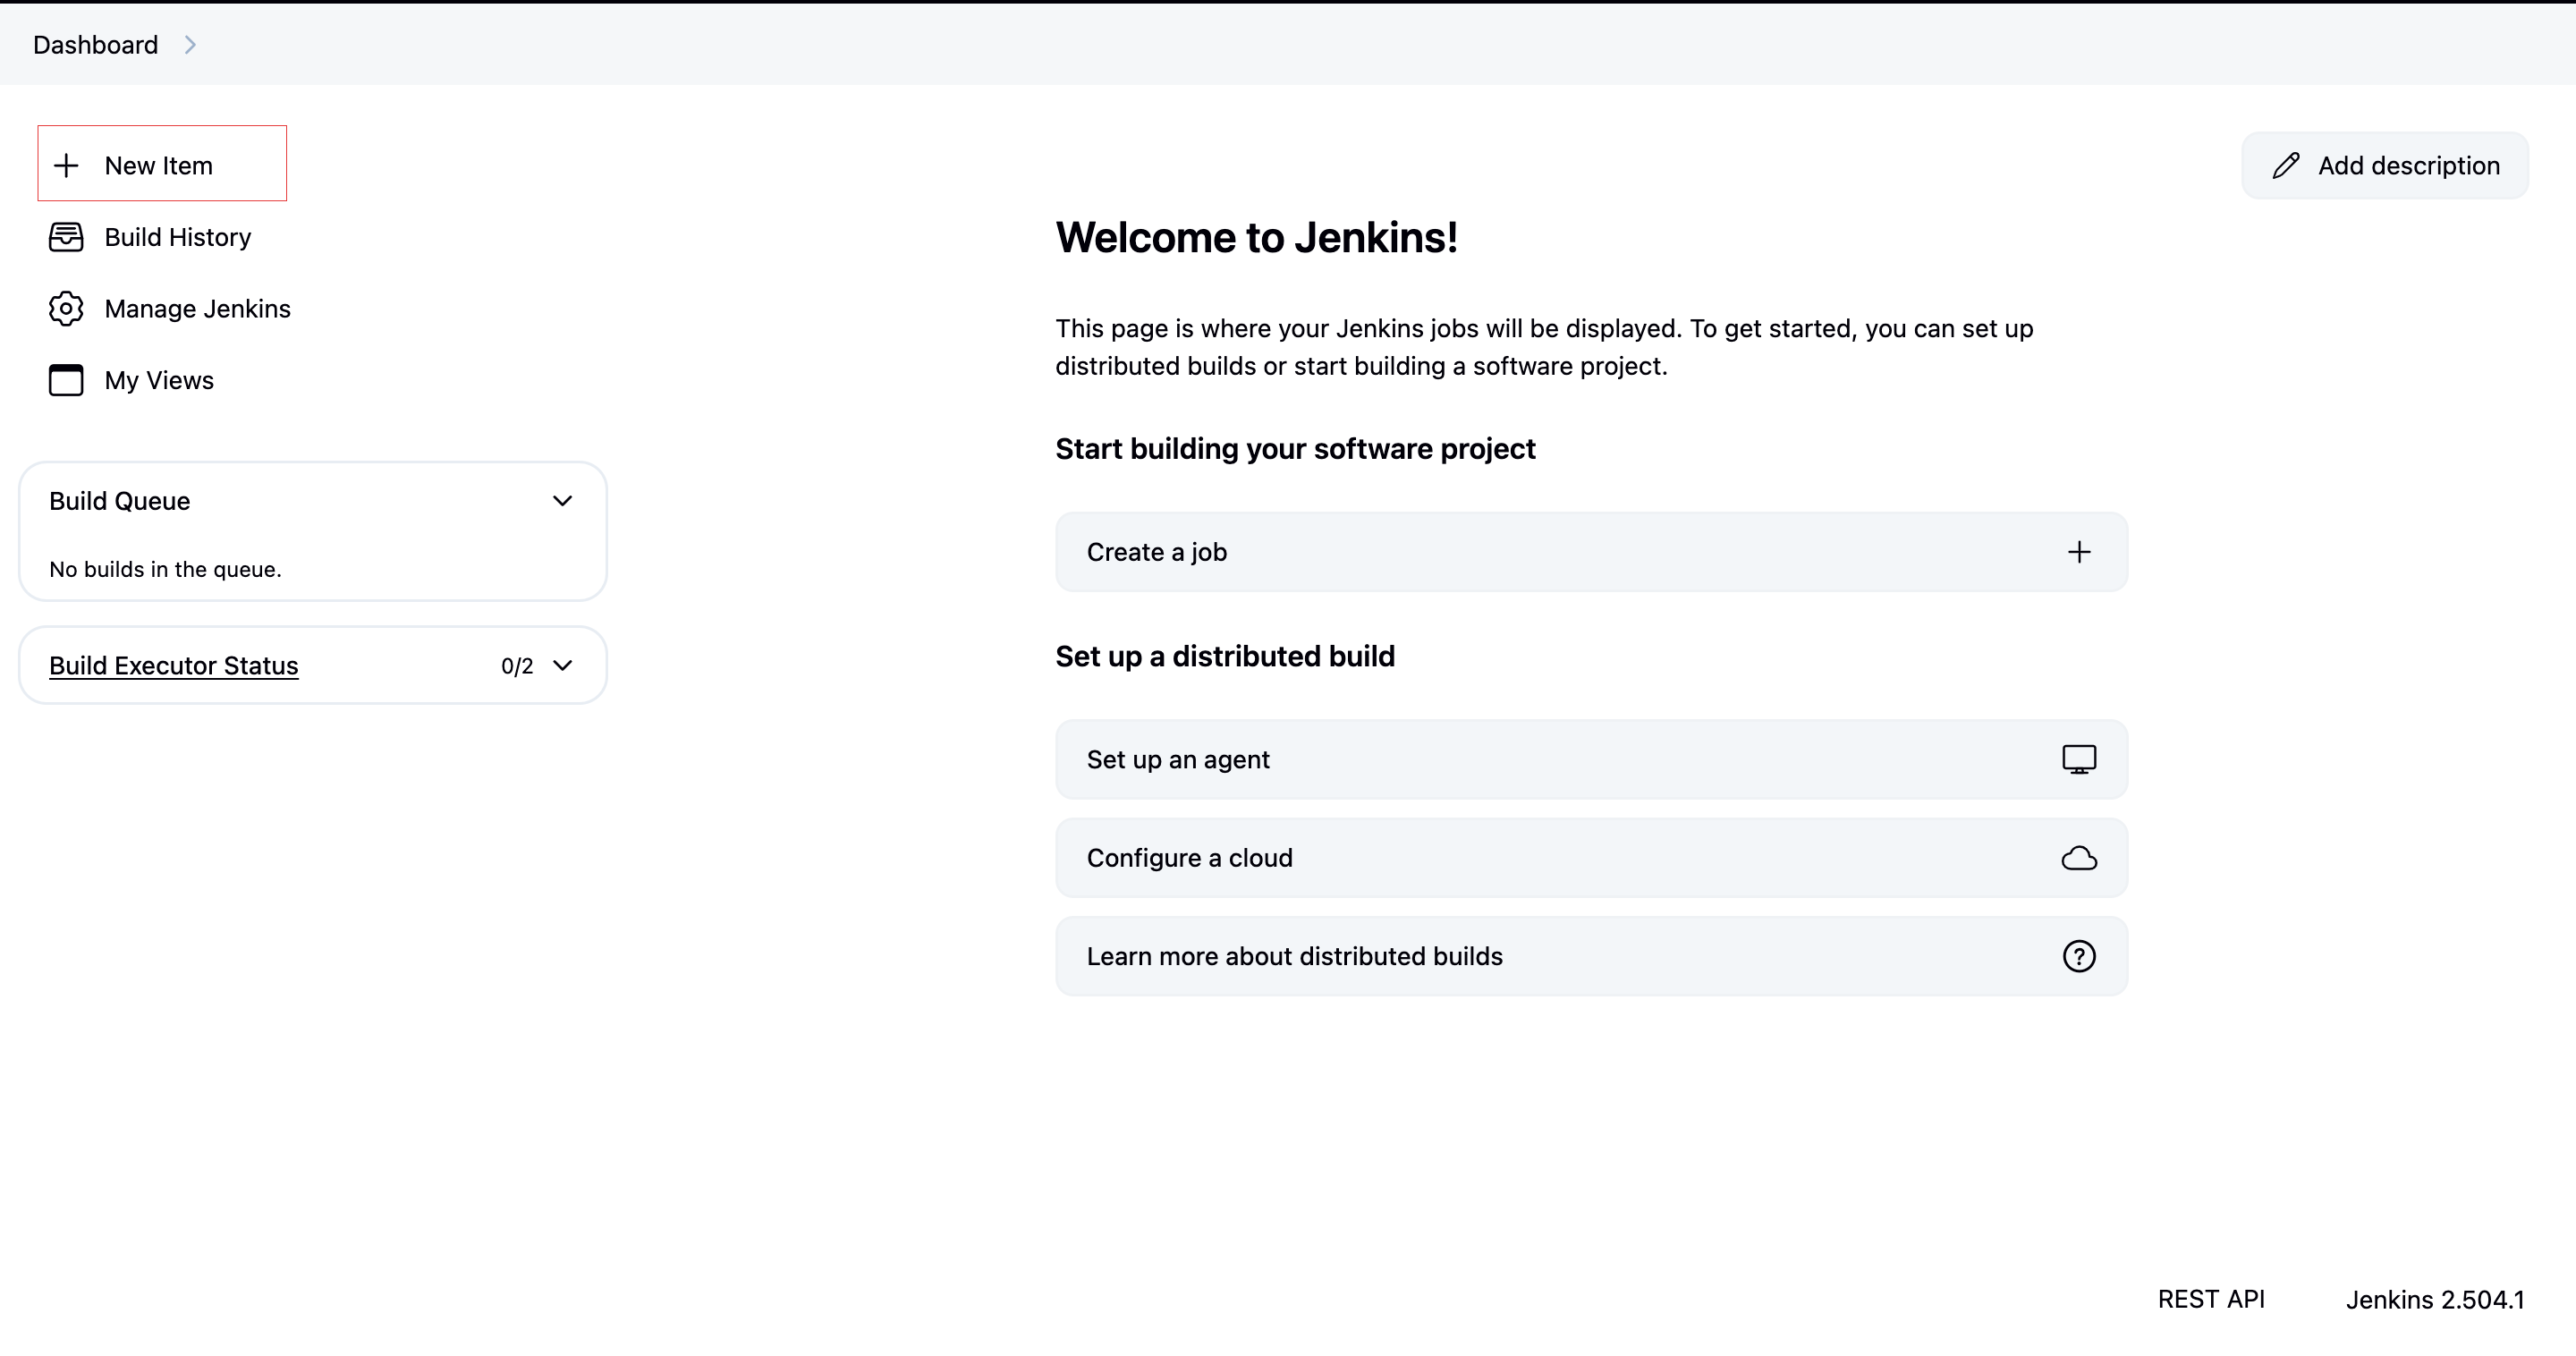 Dashboard
New Item
Build History
Manage Jenkins
My Views
Build Queue
No builds in the queue.
Build Executor Status 0/2
Add description
Welcome to Jenkins!
This page is where your Jenkins jobs will be displayed. To get started, you can set up
distributed builds or start building a software project.
Start building your software project
Create a job
Set up a distributed build
Set up an agent
Configure a cloud
Learn more about distributed builds
REST API Jenkins 2.504.1